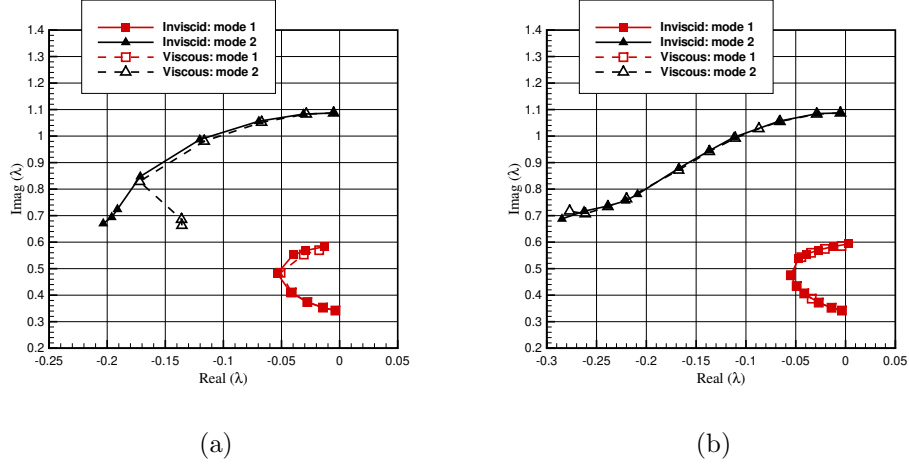 Inviscid: mode 1
Inviscid: mode 2
Viscous: mode 1
Viscous: mode 2
Imag (λ)
1.4
1.3
1.2
1.1
1
0.9
0.8
0.7
0.6
0.5
0.4
0.3
0.2
-0.25 -0.2 -0.15 -0.1 -0.05 0 0.05
Real (λ)
(a)
Inviscid: mode 1
Inviscid: mode 2
Viscous: mode 1
Viscous: mode 2
Imag (λ)
1.4
1.3
1.2
1.1
1
0.9
0.8
0.7
0.6
0.5
0.4
0.3
0.2
-0.3 -0.25 -0.2 -0.15 -0.1 -0.05 0 0.05
Real (λ)
(b)